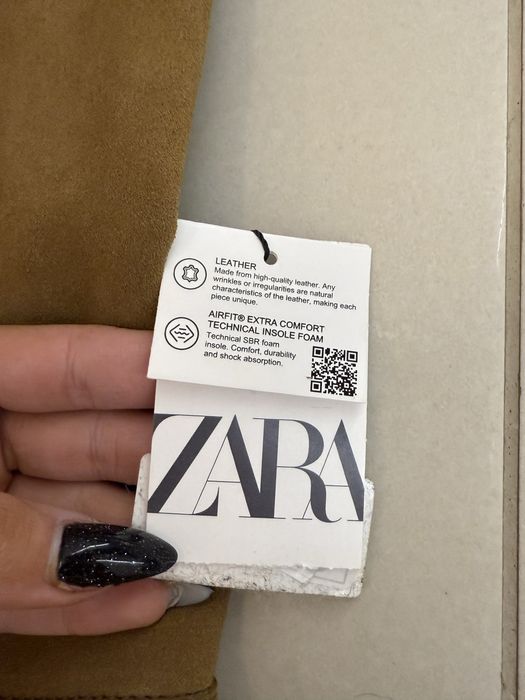 LEATHER
Made from high-quality leather. Any
wrinkles or irregularities are natural
characteristics of the leather, making each
piece unique.
AIRFIT® EXTRA COMFORT
TECHNICAL INSOLE FOAM
Technical SBR foam
insole. Comfort, durability
and shock absorption.
ZARA